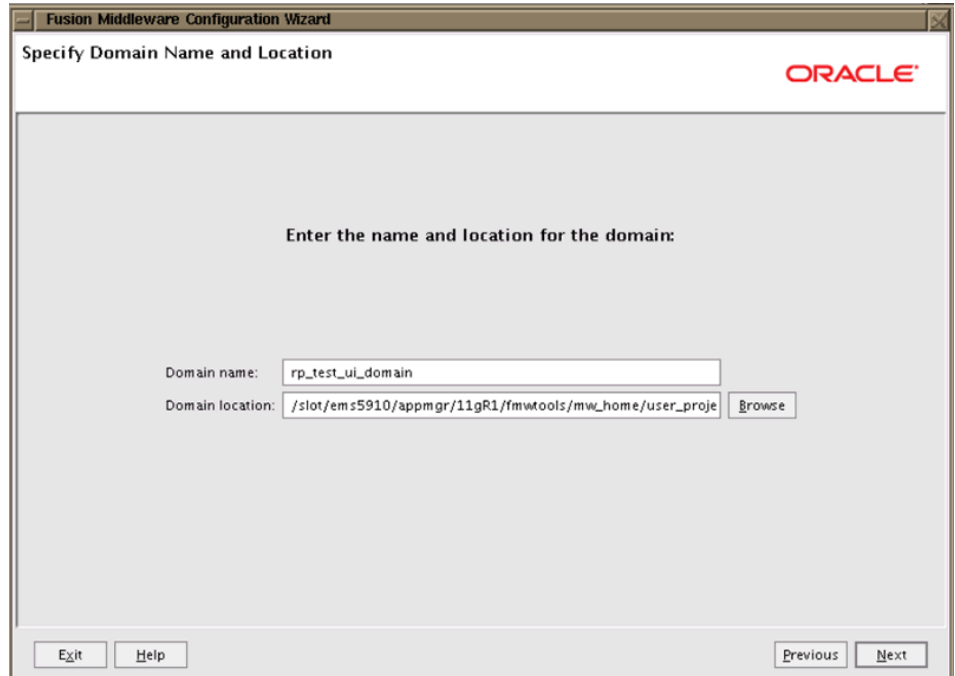 Fusion Middleware Configuration Wizard
Specify Domain Name and Location
ORACLE
Enter the name and location for the domain:
Domain name: rp_test_ui_domain
Domain location: /slot/ems5910/appmgr/11gR1/fmwtools/mw_home/user_proje Browse
Exit Help Previous Next